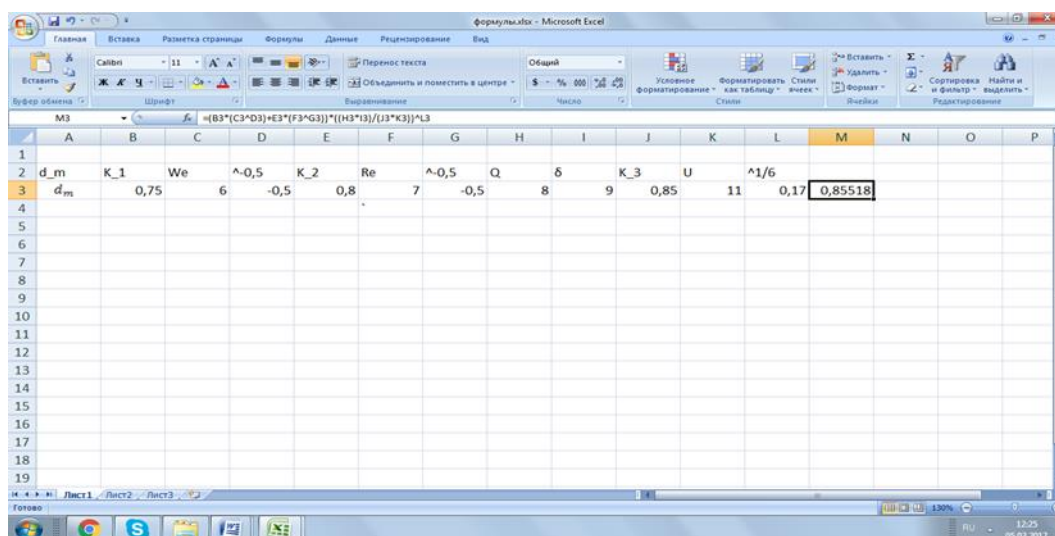 формулы.xlsx - Microsoft Excel
Главная Вставка Разметка страницы Формулы Данные Рецензирование Вид
Вставить
Calibri 11
Ж К Ч
Перенос текста
Объединить и поместить в центре
Общий
% 000
Условное форматирование
Форматировать как таблицу
Стили ячеек
Вставить
Удалить
Формат
Σ
Сортировка и фильтр
Найти и выделить
Буфер обмена Шрифт Выравнивание Число Стили Ячейки Редактирование
M3 fx =(B3*(C3^D3)+E3*(F3^G3))*((H3*I3)/(J3*K3))^L3
A B C D E F G H I J K L M N O P
1
2 d_m K_1 We ^-0,5 K_2 Re ^-0,5 Q δ K_3 U ^1/6
3 dm 0,75 6 -0,5 0,8 7 -0,5 8 9 0,85 11 0,17 0,85518
4
5
6
7
8
9
10
11
12
13
14
15
16
17
18
19
Лист1 Лист2 Лист3
Готово 130%
RU 12:25
05.03.2017